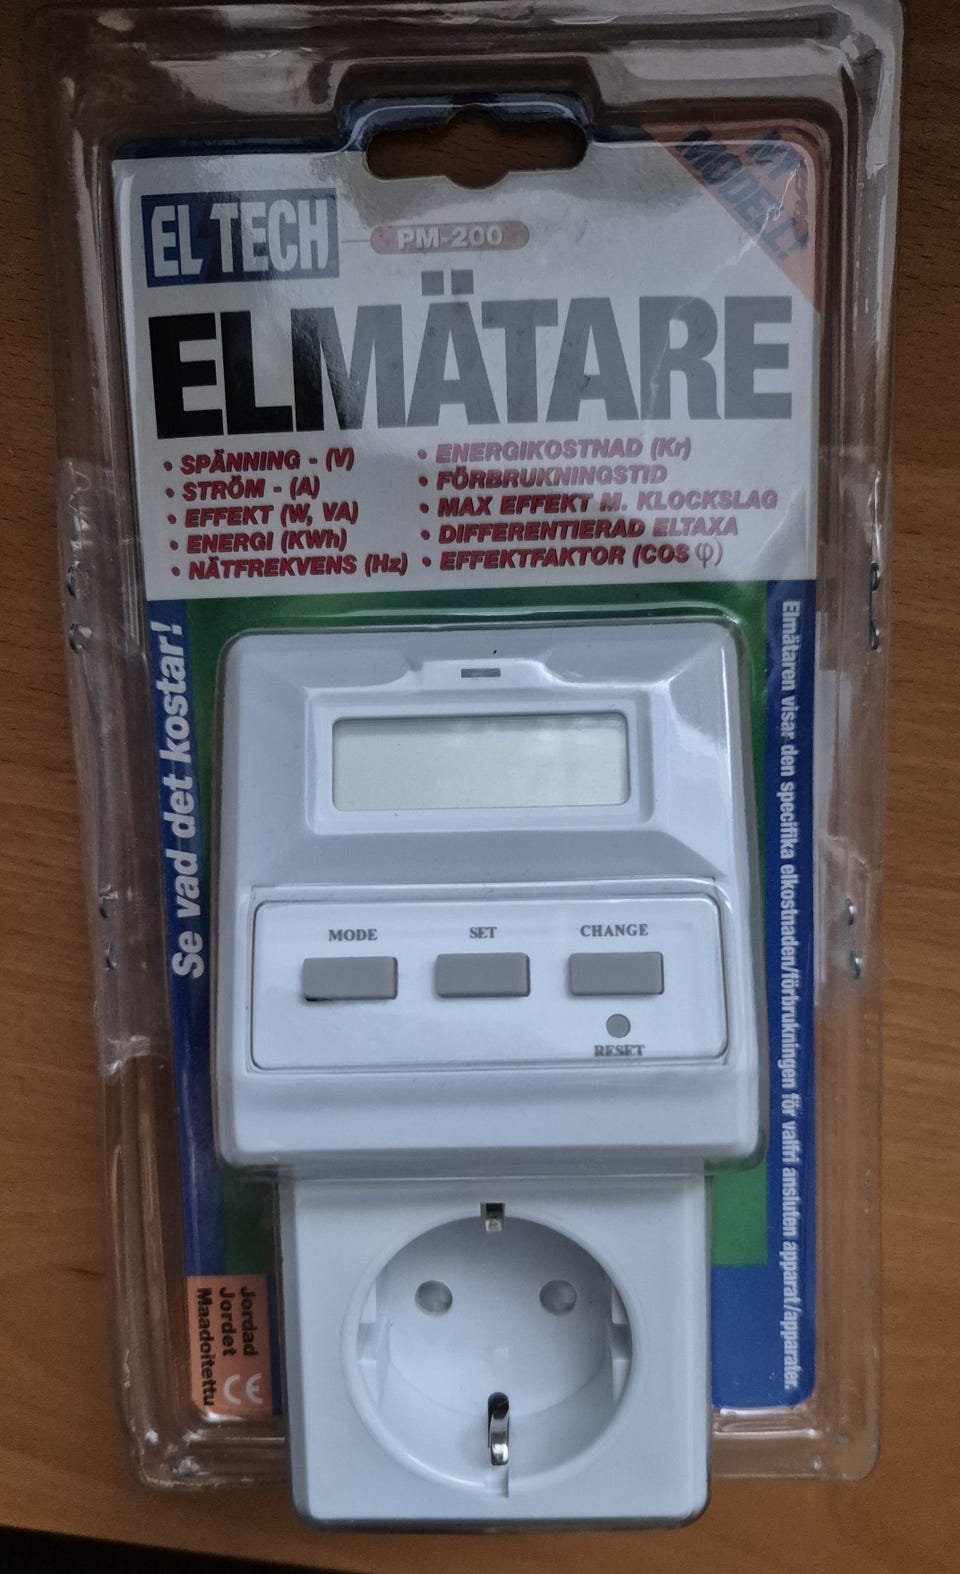 NY
MODELL!
EL TECH
PM-200
ELMÄTARE
• SPÄNNING - (V)
• STRÖM - (A)
• EFFEKT (W, VA)
• ENERGI (KWh)
• NÄTFREKVENS (Hz)
• ENERGIKOSTNAD (Kr)
• FÖRBRUKNINGSTID
• MAX EFFEKT M. KLOCKSLAG
• DIFFERENTIERAD ELTAXA
• EFFEKTFAKTOR (COS φ)
Se vad det kostar!
Elmätaren visar den specifika elkostnaden/förbrukningen för valfri ansluten apparat/apparater.
MODE
SET
CHANGE
RESET
Jordad
Jordet
Maadoitettu
CE